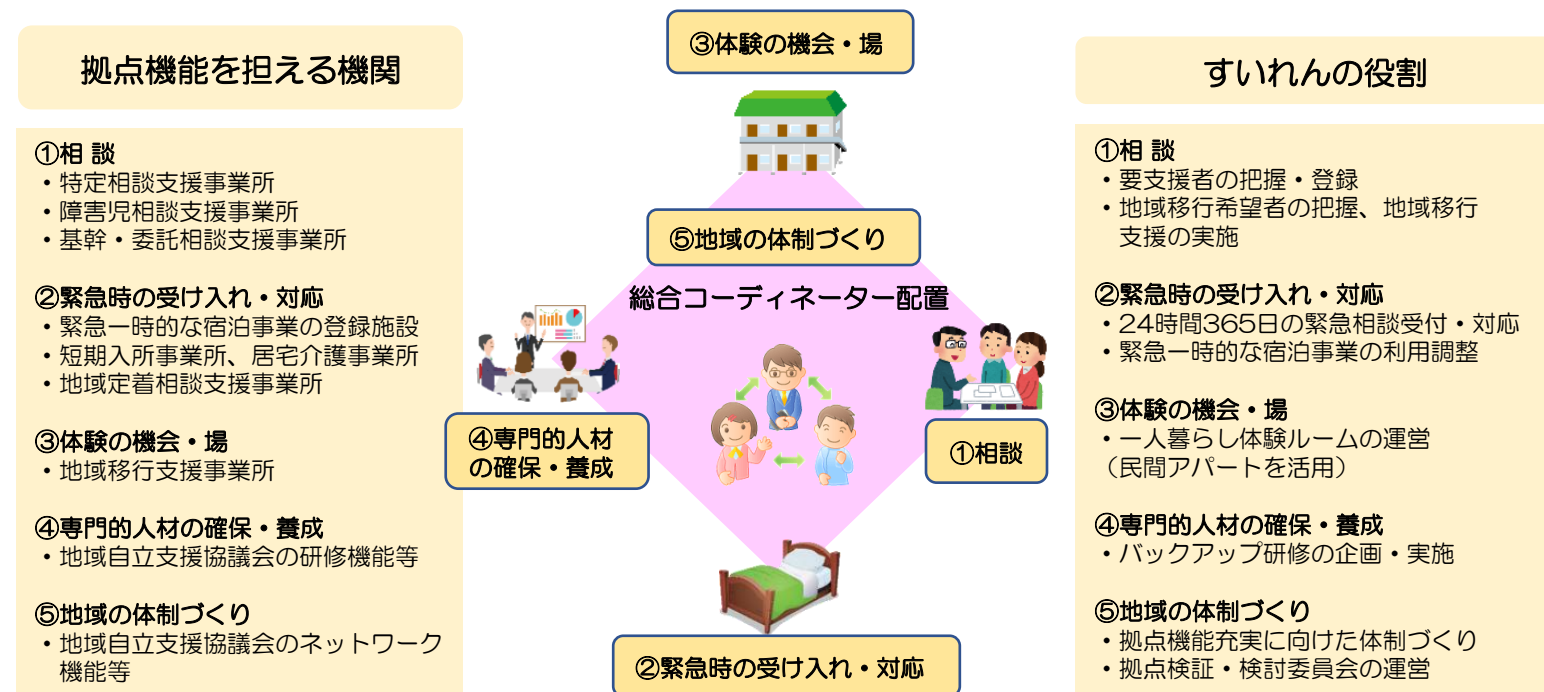 拠点機能を担える機関
①相 談
・特定相談支援事業所
・障害児相談支援事業所
・基幹・委託相談支援事業所
②緊急時の受け入れ・対応
・緊急一時的な宿泊事業の登録施設
・短期入所事業所、居宅介護事業所
・地域定着相談支援事業所
③体験の機会・場
・地域移行支援事業所
④専門的人材の確保・養成
・地域自立支援協議会の研修機能等
⑤地域の体制づくり
・地域自立支援協議会のネットワーク
機能等
③体験の機会・場
⑤地域の体制づくり
総合コーディネーター配置
④専門的人材
の確保・養成
①相談
②緊急時の受け入れ・対応
すいれんの役割
①相 談
・要支援者の把握・登録
・地域移行希望者の把握、地域移行
支援の実施
②緊急時の受け入れ・対応
・24時間365日の緊急相談受付・対応
・緊急一時的な宿泊事業の利用調整
③体験の機会・場
・一人暮らし体験ルームの運営
（民間アパートを活用）
④専門的人材の確保・養成
・バックアップ研修の企画・実施
⑤地域の体制づくり
・拠点機能充実に向けた体制づくり
・拠点検証・検討委員会の運営